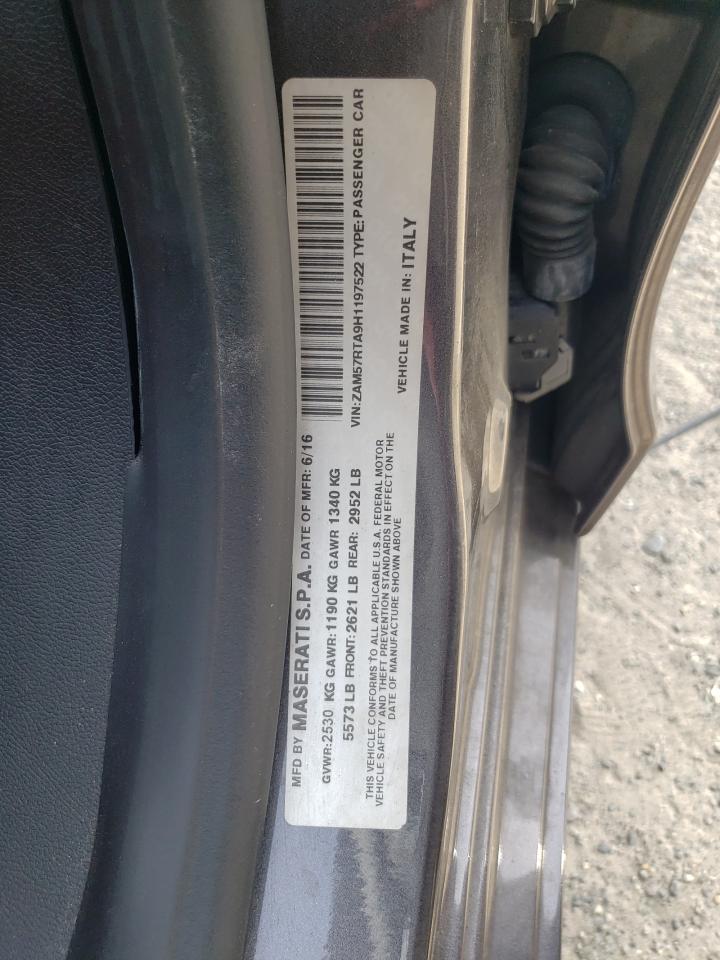 MFD BY MASERATI S.P.A. DATE OF MFR: 6/16
GVWR:2530 KG GAWR:1190 KG GAWR 1340 KG
5573 LB FRONT:2621 LB REAR: 2952 LB
VIN:ZAM57RTA9H1197522 TYPE:PASSENGER CAR
THIS VEHICLE CONFORMS TO ALL APPLICABLE U.S.A. FEDERAL MOTOR
VEHICLE SAFETY AND THEFT PREVENTION STANDARDS IN EFFECT ON THE
DATE OF MANUFACTURE SHOWN ABOVE
VEHICLE MADE IN: ITALY